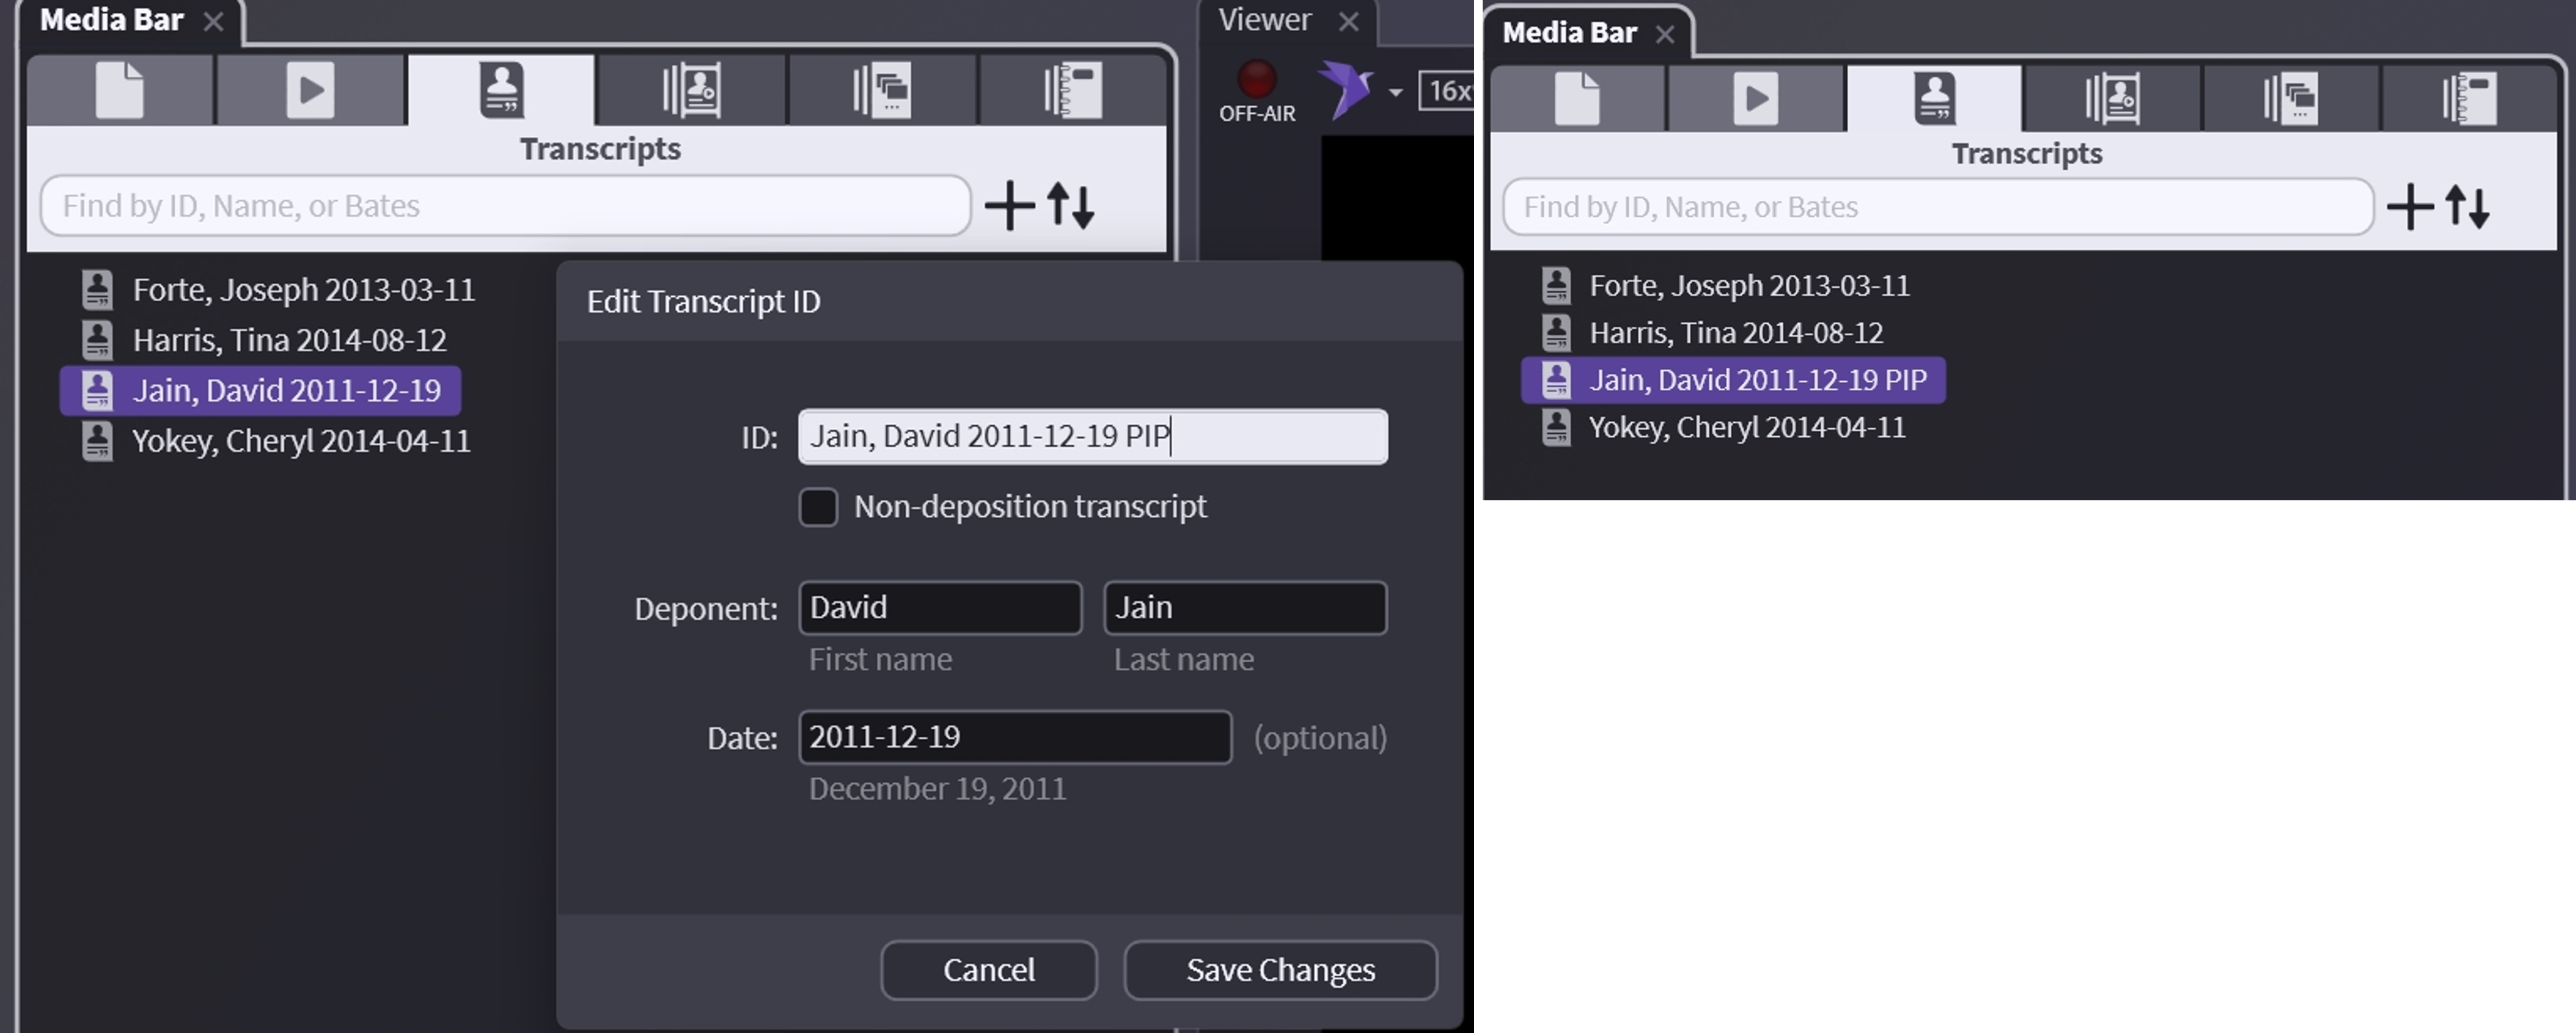 Media Bar
Transcripts
Find by ID, Name, or Bates
Forte, Joseph 2013-03-11
Harris, Tina 2014-08-12
Jain, David 2011-12-19
Yokey, Cheryl 2014-04-11
Viewer
OFF-AIR
16x
Edit Transcript ID
ID: Jain, David 2011-12-19 PIP
Non-deposition transcript
Deponent: David Jain
First name Last name
Date: 2011-12-19 (optional)
December 19, 2011
Cancel Save Changes
Media Bar
Transcripts
Find by ID, Name, or Bates
Forte, Joseph 2013-03-11
Harris, Tina 2014-08-12
Jain, David 2011-12-19 PIP
Yokey, Cheryl 2014-04-11